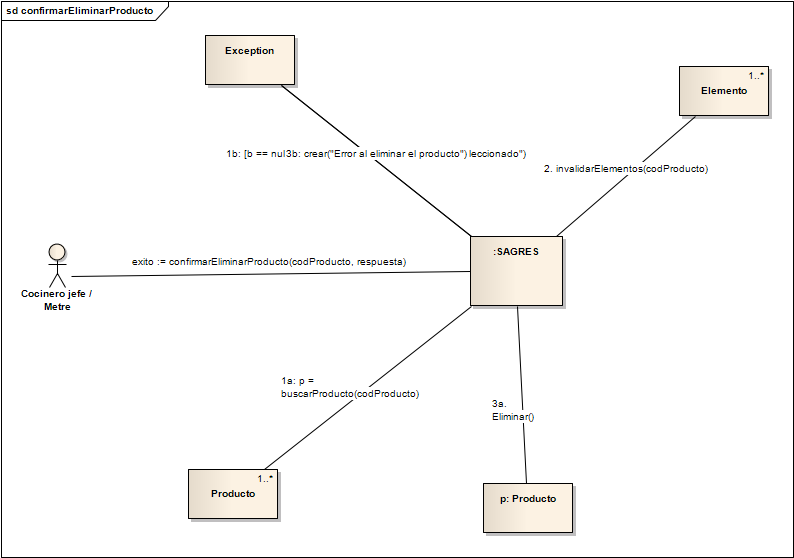 sd confirmarEliminarProducto
Exception
1..*
Elemento
1b: [b == nul3b: crear("Error al eliminar el producto") leccionado")
2. invalidarElementos(codProducto)
:SAGRES
exito := confirmarEliminarProducto(codProducto, respuesta)
Cocinero jefe /
Metre
1a: p =
buscarProducto(codProducto)
3a.
Eliminar()
1..*
Producto
p: Producto